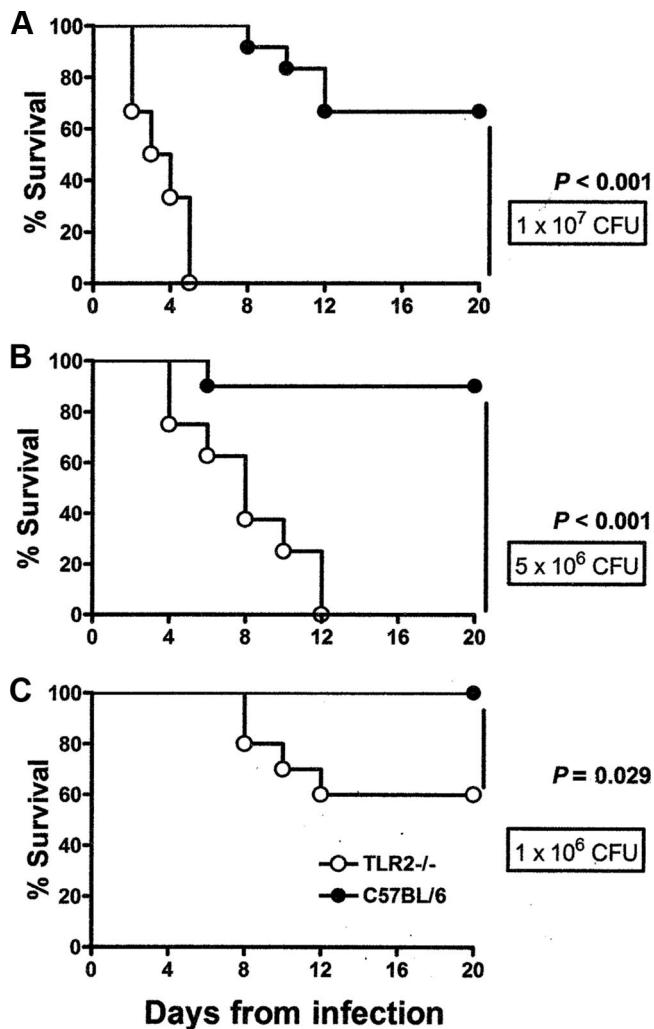 A
100
80
60
40
20
0
% Survival
0 4 8 12 16 20
P < 0.001
1 x 10⁷ CFU
B
100
80
60
40
20
0
% Survival
0 4 8 12 16 20
P < 0.001
5 x 10⁶ CFU
C
100
80
60
40
20
0
% Survival
0 4 8 12 16 20
P = 0.029
1 x 10⁶ CFU
TLR2-/-
C57BL/6
Days from infection